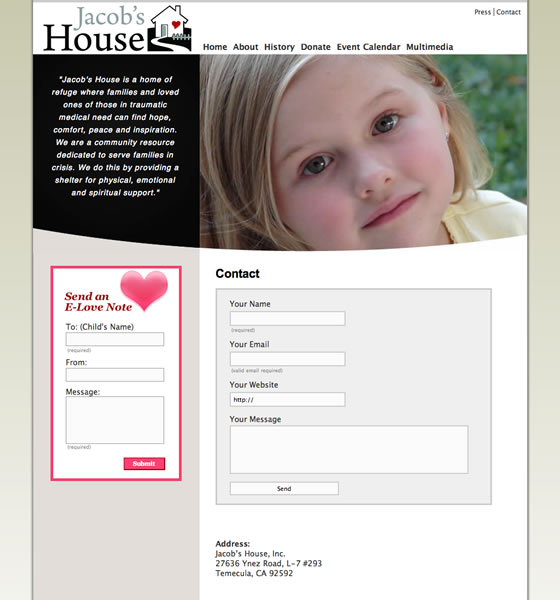 Jacob's
House
Press | Contact
Home About History Donate Event Calendar Multimedia
"Jacob's House is a home of
refuge where families and loved
ones of those in traumatic
medical need can find hope,
comfort, peace and inspiration.
We are a community resource
dedicated to serve families in
crisis. We do this by providing a
shelter for physical, emotional
and spiritual support."
Send an
E-Love Note
To: (Child's Name)
(required)
From:
Message:
(required)
Submit
Contact
Your Name
(required)
Your Email
(valid email required)
Your Website
http://
Your Message
Send
Address:
Jacob's House, Inc.
27636 Ynez Road, L-7 #293
Temecula, CA 92592